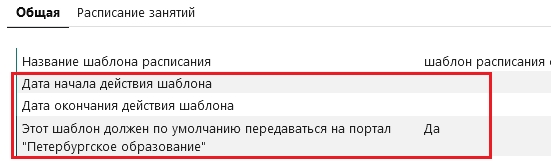 Общая Расписание занятий
Название шаблона расписания шаблон расписания
Дата начала действия шаблона
Дата окончания действия шаблона
Этот шаблон должен по умолчанию передаваться на портал Да
"Петербургское образование"